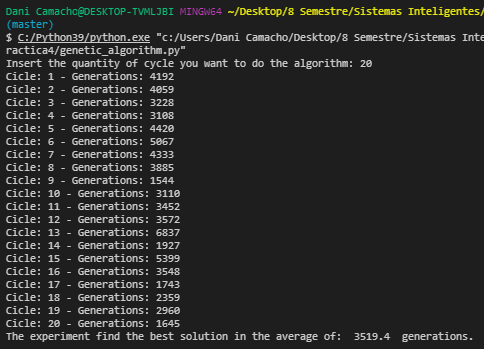 Dani Camacho@DESKTOP-TVMLJBI MINGW64 ~/Desktop/8 Semestre/Sistemas Inteligentes/
(master)
$ C:/Python39/python.exe "c:/Users/Dani Camacho/Desktop/8 Semestre/Sistemas Inte
ractica4/genetic_algorithm.py"
Insert the quantity of cycle you want to do the algorithm: 20
Cicle: 1 - Generations: 4192
Cicle: 2 - Generations: 4059
Cicle: 3 - Generations: 3228
Cicle: 4 - Generations: 3108
Cicle: 5 - Generations: 4420
Cicle: 6 - Generations: 5067
Cicle: 7 - Generations: 4333
Cicle: 8 - Generations: 3885
Cicle: 9 - Generations: 1544
Cicle: 10 - Generations: 3110
Cicle: 11 - Generations: 3452
Cicle: 12 - Generations: 3572
Cicle: 13 - Generations: 6837
Cicle: 14 - Generations: 1927
Cicle: 15 - Generations: 5399
Cicle: 16 - Generations: 3548
Cicle: 17 - Generations: 1743
Cicle: 18 - Generations: 2359
Cicle: 19 - Generations: 2960
Cicle: 20 - Generations: 1645
The experiment find the best solution in the average of:  3519.4  generations.